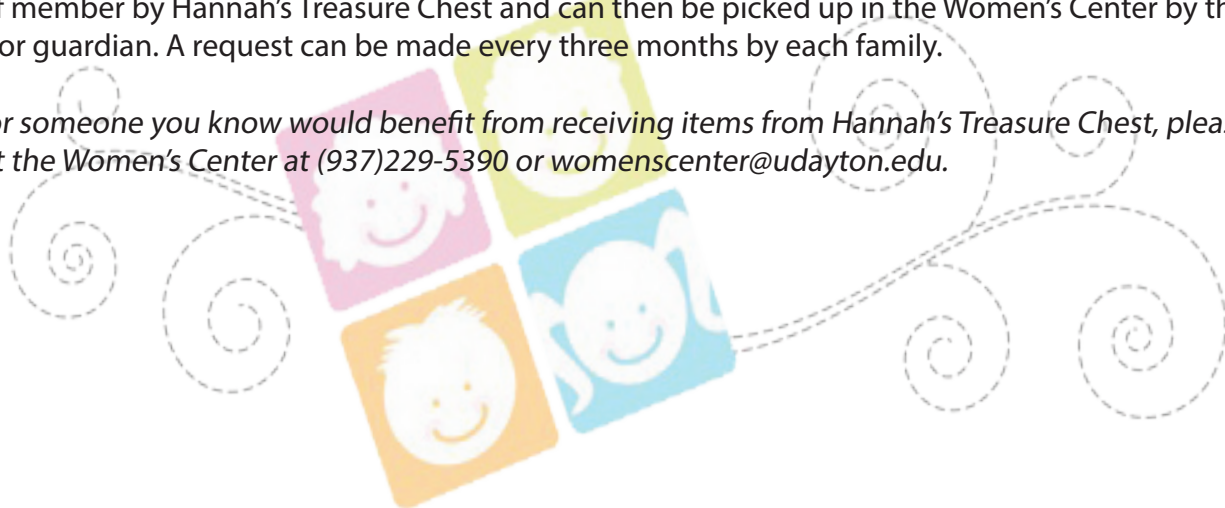 f member by Hannah's Treasure Chest and can then be picked up in the Women's Center by th
or guardian. A request can be made every three months by each family.
or someone you know would benefit from receiving items from Hannah's Treasure Chest, pleas
t the Women's Center at (937)229-5390 or womenscenter@udayton.edu.